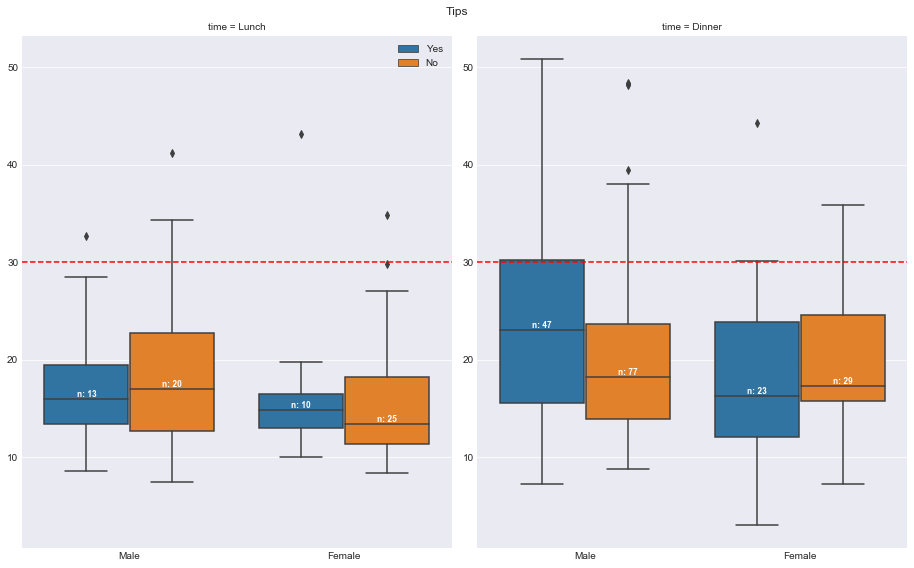 Tips
time = Lunch
50
40
30
20
10
Yes
No
n: 13
n: 20
n: 10
n: 25
Male
Female
time = Dinner
50
40
30
20
10
n: 47
n: 77
n: 23
n: 29
Male
Female